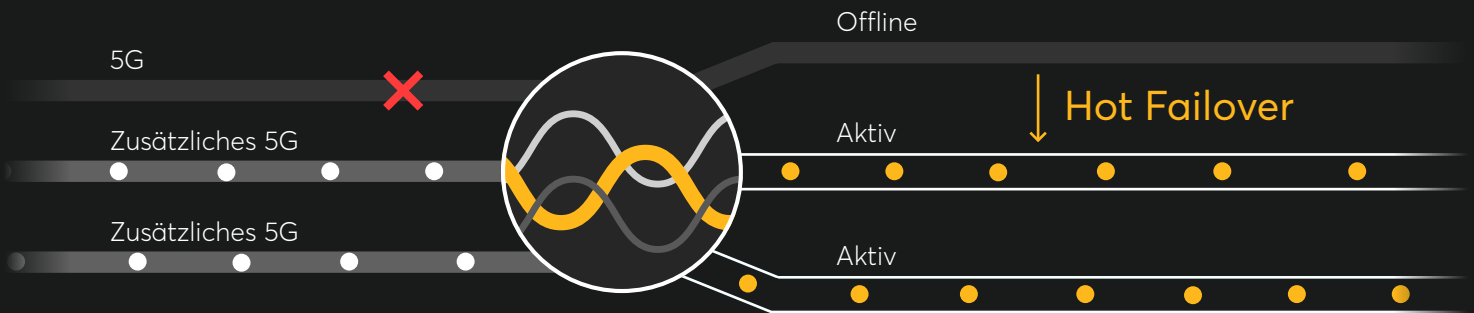 5G
Zusätzliches 5G
Zusätzliches 5G
Offline
Hot Failover
Aktiv
Aktiv